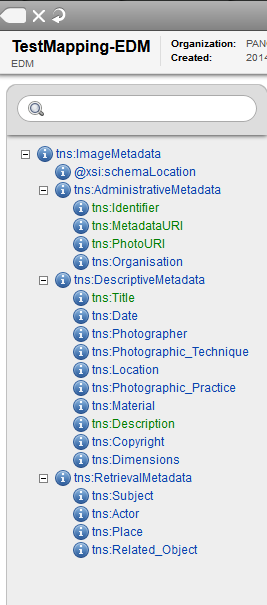 TestMapping-EDM
EDM
Organization: PAN
Created: 2014
tns:ImageMetadata
@xsi:schemaLocation
tns:AdministrativeMetadata
tns:Identifier
tns:MetadataURI
tns:PhotoURI
tns:Organisation
tns:DescriptiveMetadata
tns:Title
tns:Date
tns:Photographer
tns:Photographic_Technique
tns:Location
tns:Photographic_Practice
tns:Material
tns:Description
tns:Copyright
tns:Dimensions
tns:RetrievalMetadata
tns:Subject
tns:Actor
tns:Place
tns:Related_Object